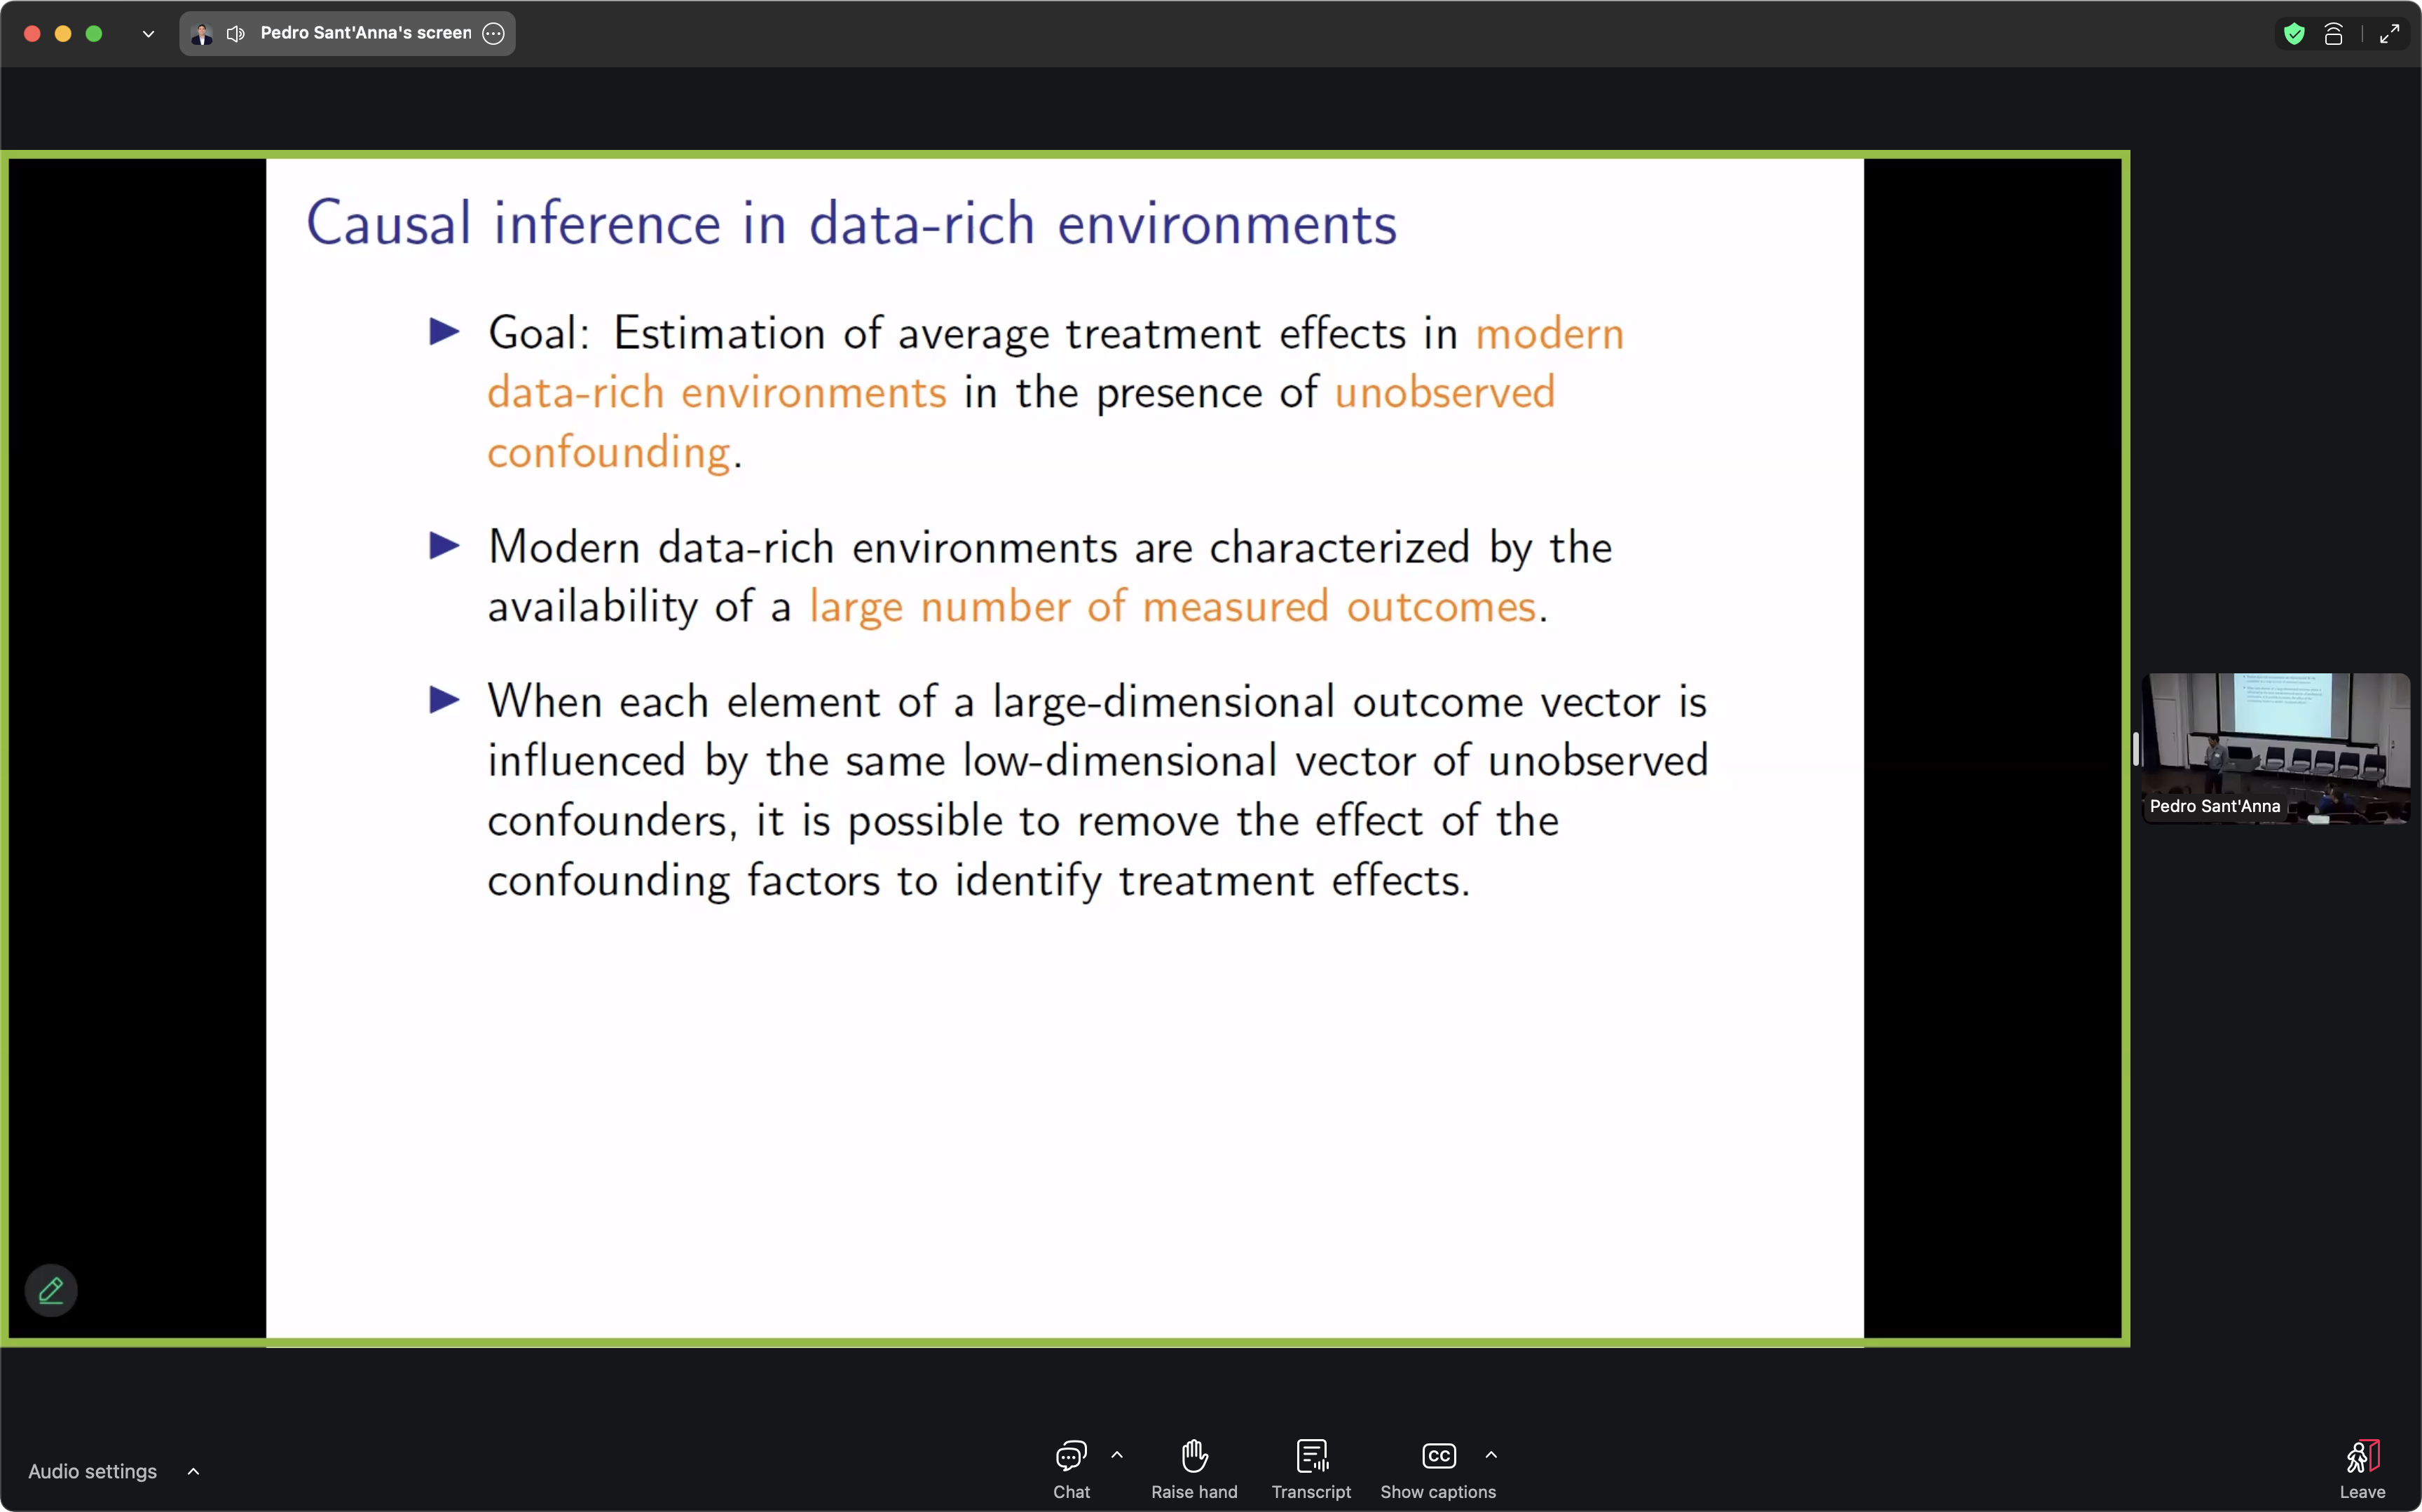 Pedro Sant'Anna's screen
Causal inference in data-rich environments
Goal: Estimation of average treatment effects in modern
data-rich environments in the presence of unobserved
confounding.
Modern data-rich environments are characterized by the
availability of a large number of measured outcomes.
When each element of a large-dimensional outcome vector is
influenced by the same low-dimensional vector of unobserved
confounders, it is possible to remove the effect of the
confounding factors to identify treatment effects.
Pedro Sant'Anna
Audio settings
Chat
Raise hand
Transcript
CC
Show captions
Leave